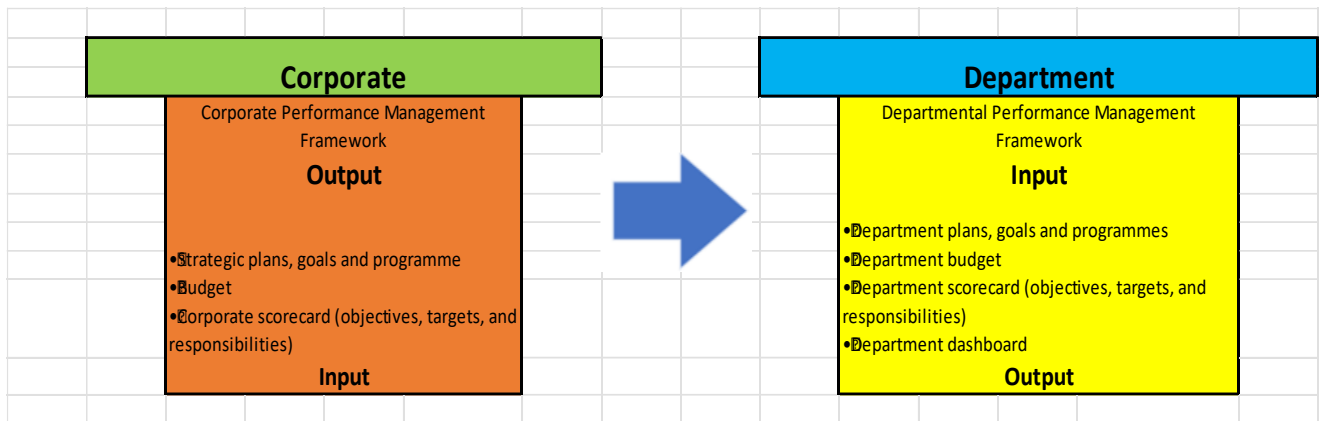 Corporate
Corporate Performance Management
Framework
Output
•Strategic plans, goals and programme
•Budget
•Corporate scorecard (objectives, targets, and
responsibilities)
Input
Department
Departmental Performance Management
Framework
Input
•Department plans, goals and programmes
•Department budget
•Department scorecard (objectives, targets, and
responsibilities)
•Department dashboard
Output